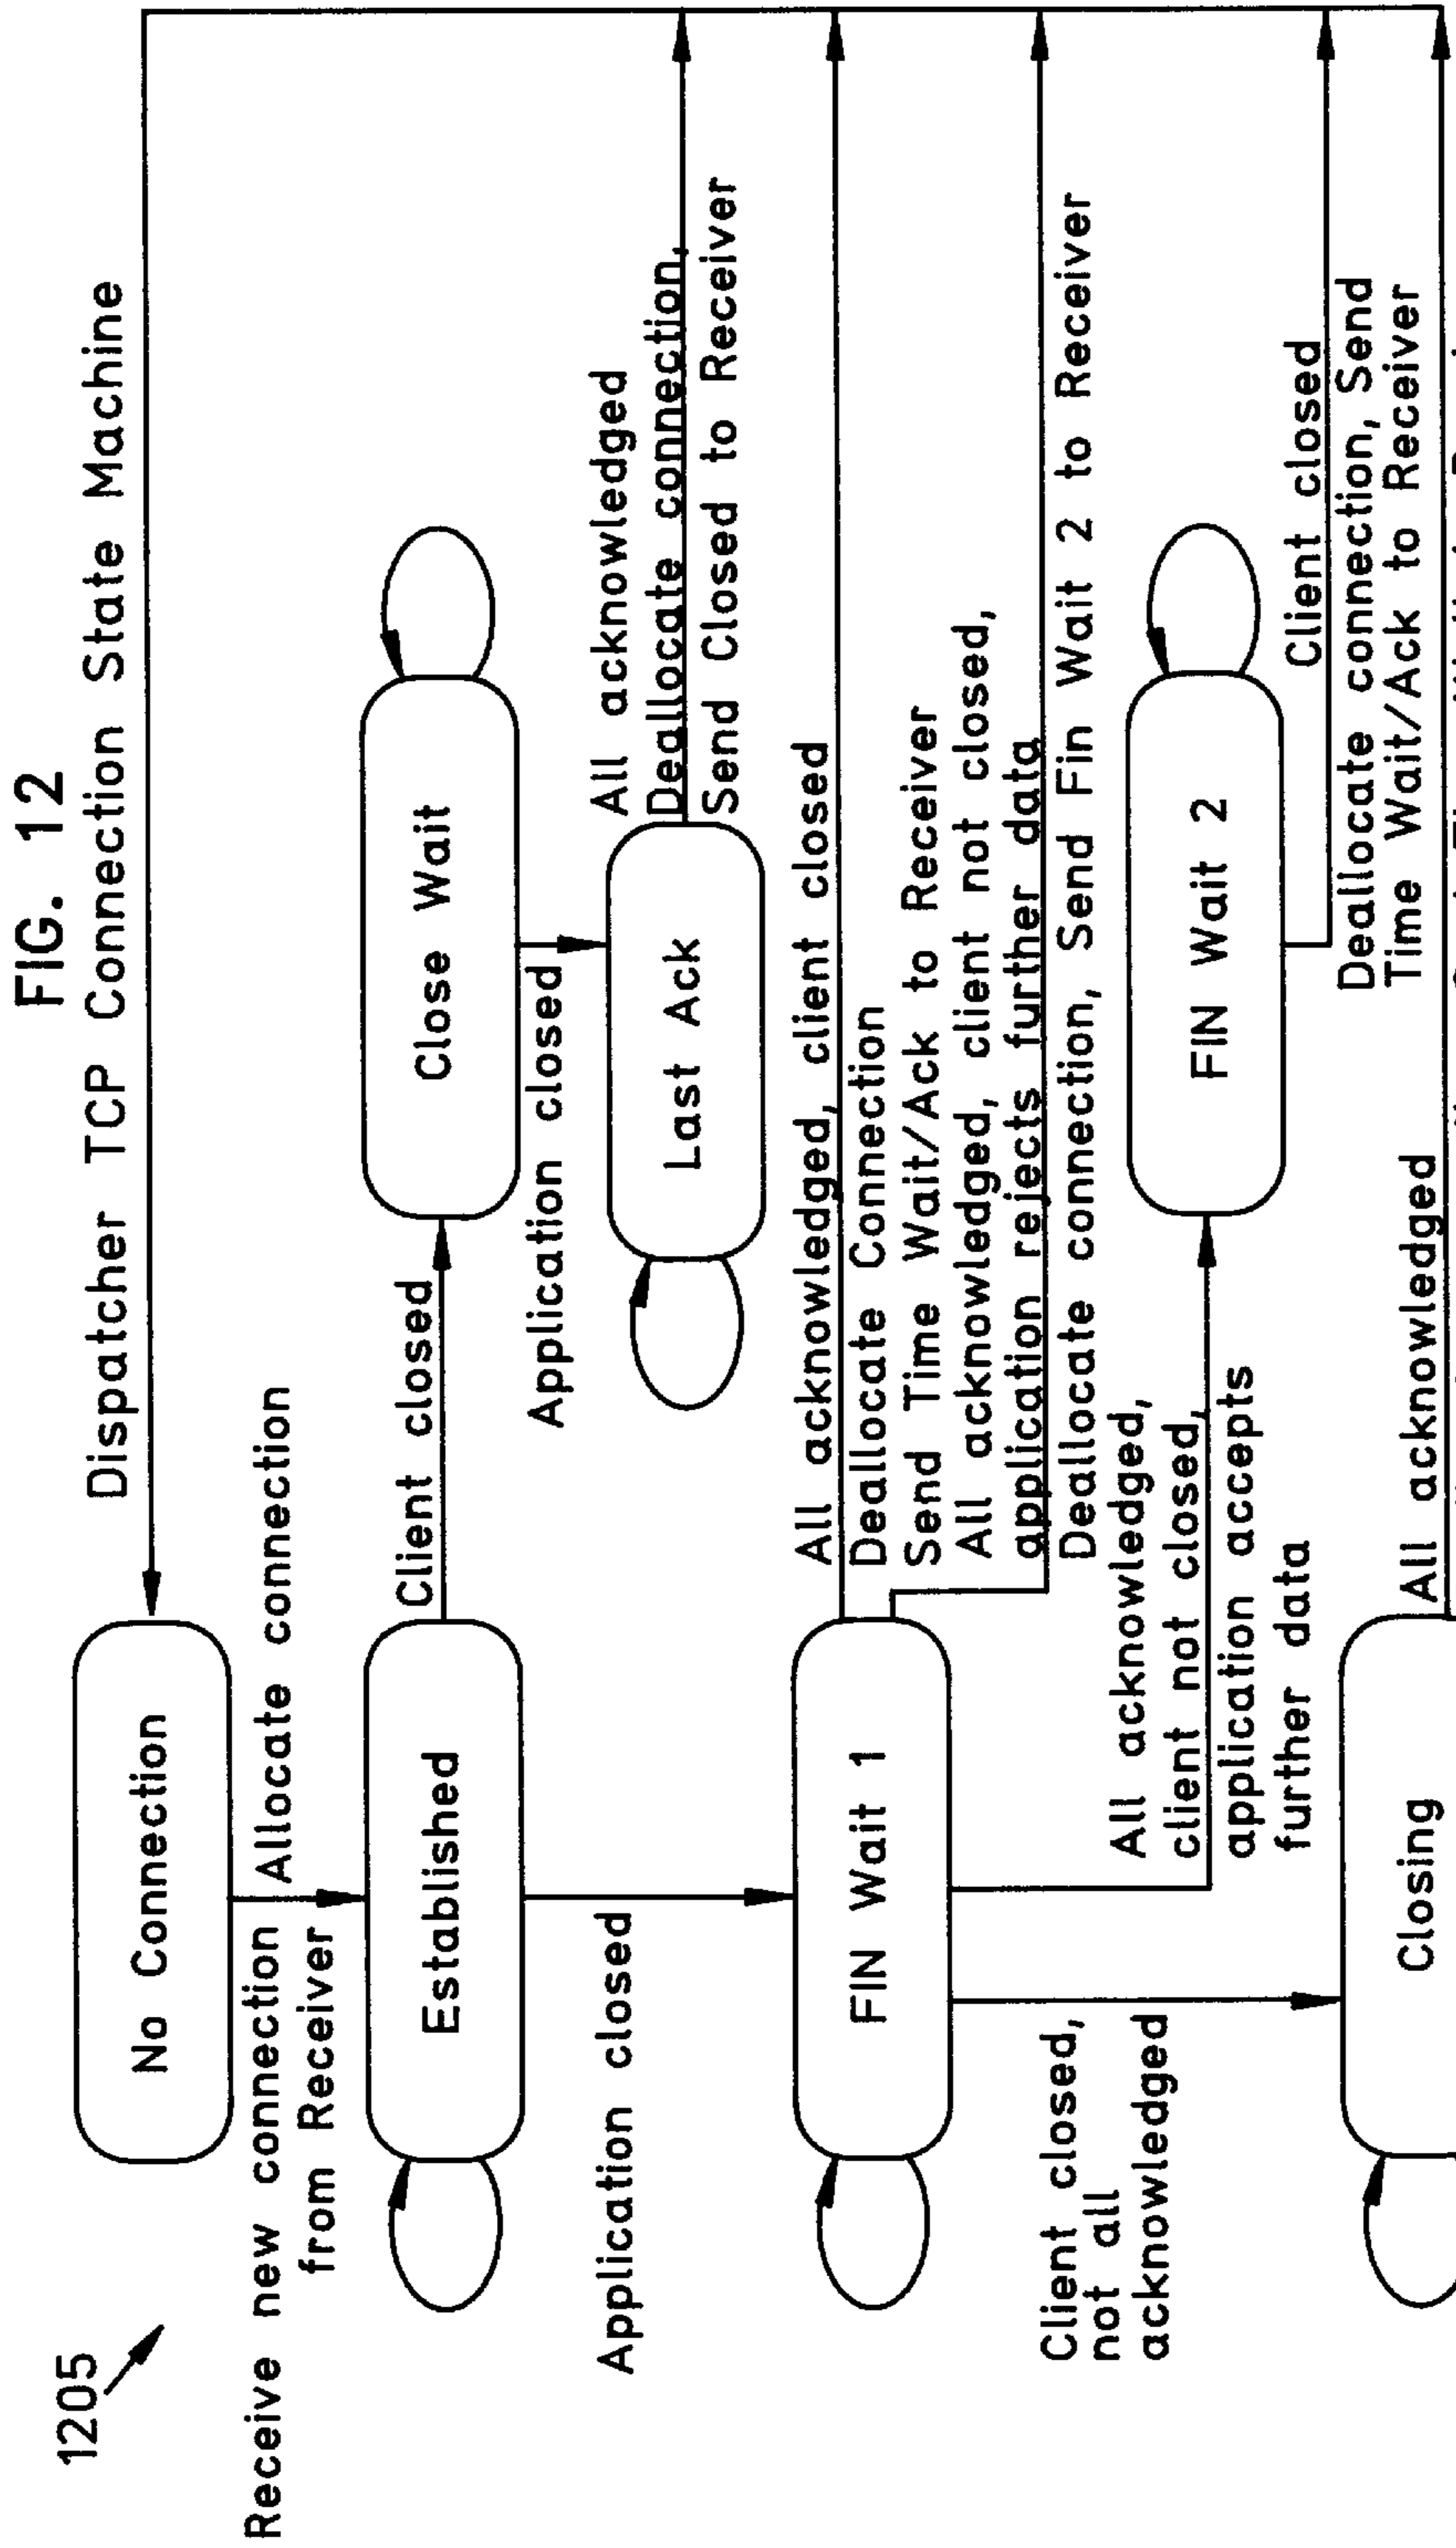 FIG. 12
Dispatcher TCP Connection State Machine
1205
No Connection
Receive new connection
from Receiver
Allocate connection
Established
Client closed
Close Wait
Application closed
Last Ack
All acknowledged
Deallocate connection,
Send Closed to Receiver
Application closed
FIN Wait 1
All acknowledged, client closed
Deallocate Connection
Send Time Wait/Ack to Receiver
All acknowledged, client not closed,
application rejects further data
Deallocate connection, Send Fin Wait 2 to Receiver
All acknowledged,
client not closed,
application accepts
further data
FIN Wait 2
Client closed
Deallocate connection, Send
Time Wait/Ack to Receiver
Client closed,
not all
acknowledged
Closing
All acknowledged